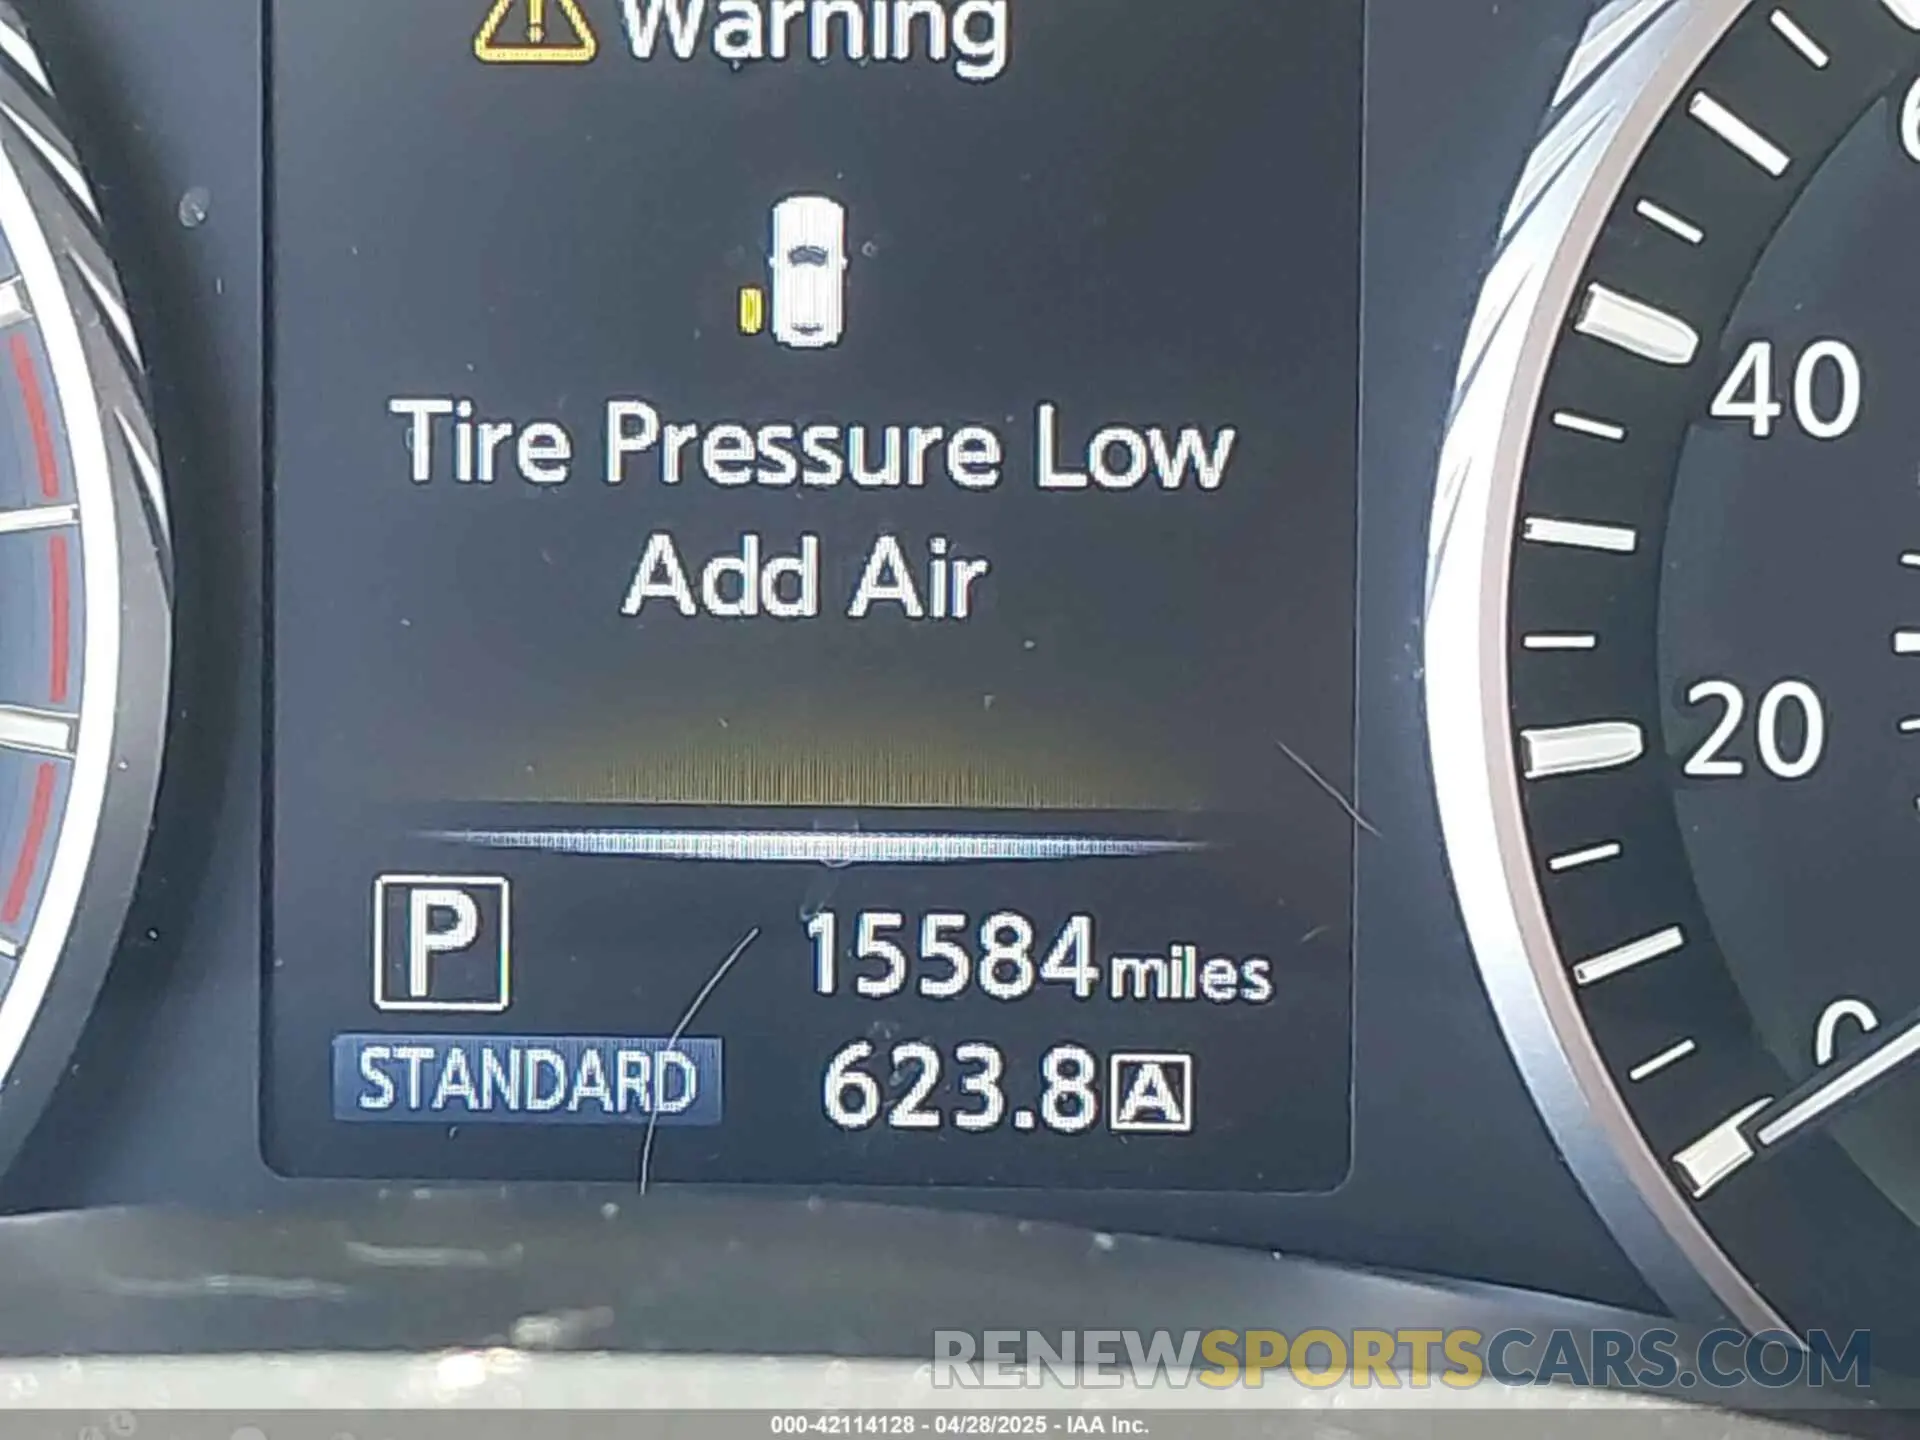 Warning
Tire Pressure Low
Add Air
P
15584 miles
STANDARD
623.8 A
40
20
0
RENEWSPORTSCARS.COM
000-42114128 - 04/28/2025 - IAA Inc.